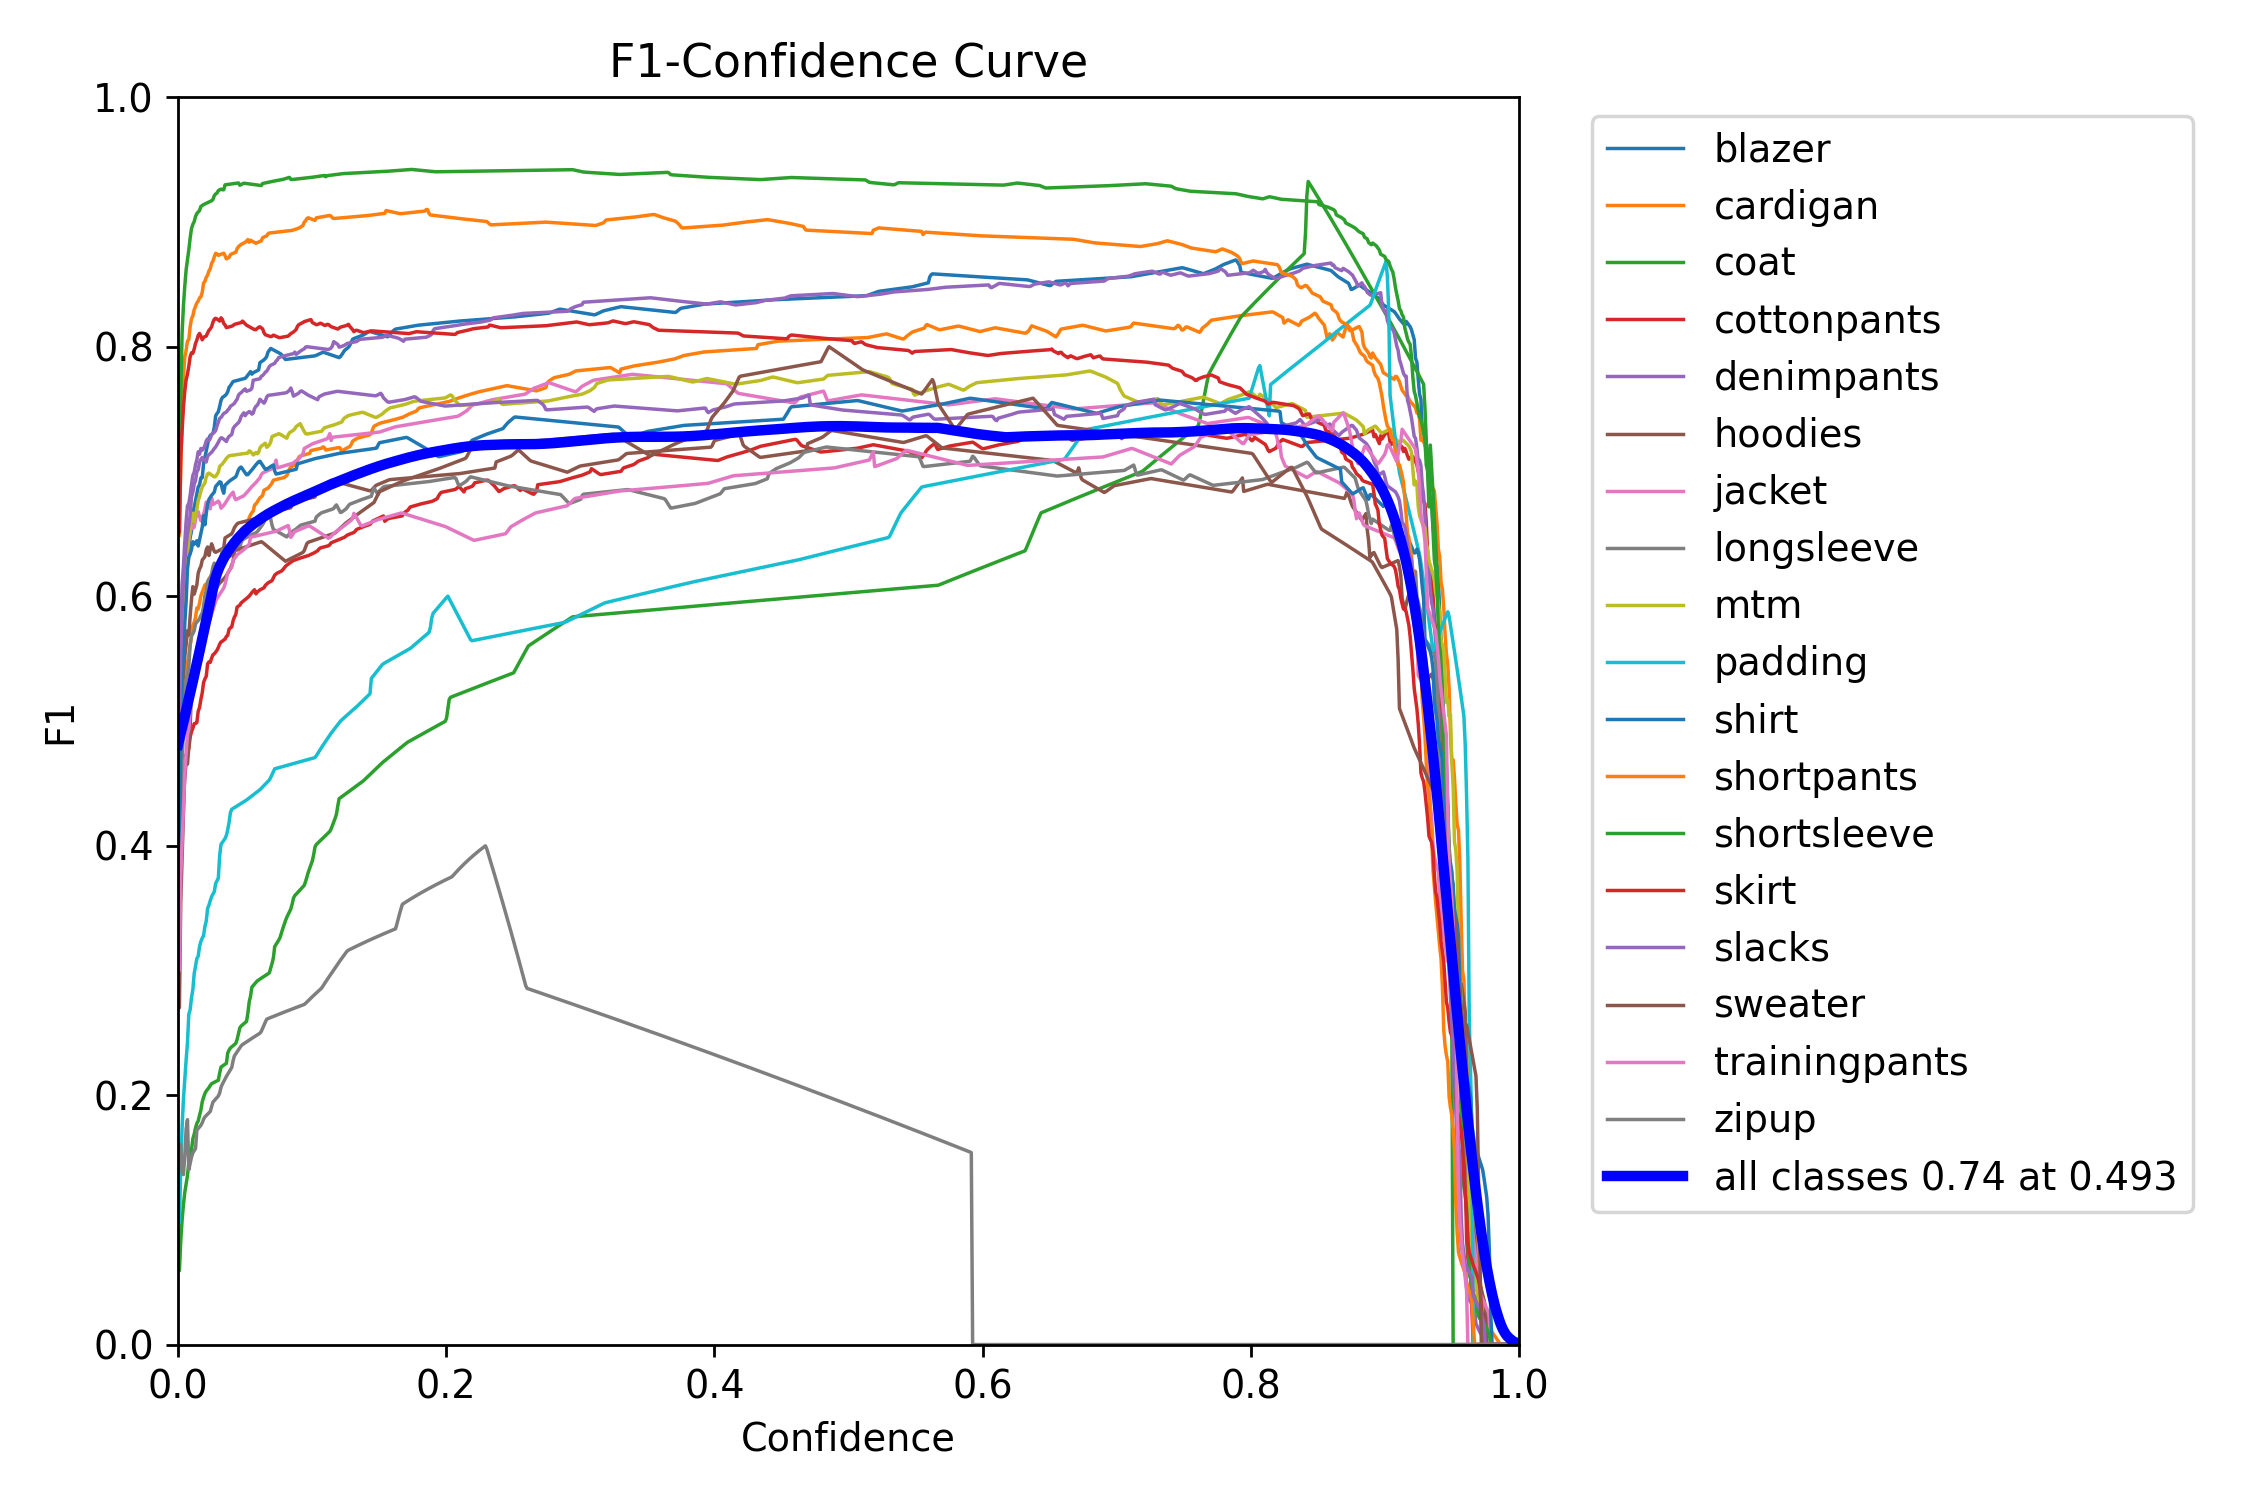 F1-Confidence Curve
1.0
0.8
0.6
0.4
0.2
0.0
F1
0.0 0.2 0.4 0.6 0.8 1.0
Confidence
blazer
cardigan
coat
cottonpants
denimpants
hoodies
jacket
longsleeve
mtm
padding
shirt
shortpants
shortsleeve
skirt
slacks
sweater
trainingpants
zipup
all classes 0.74 at 0.493